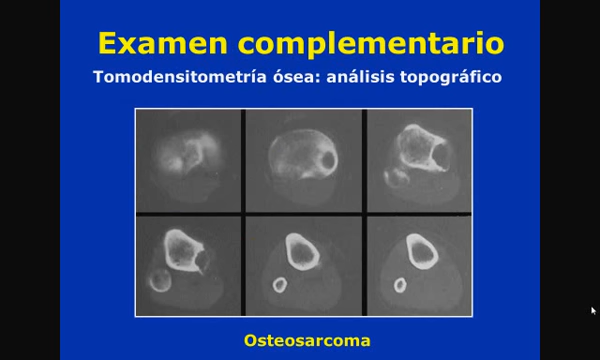 Examen complementario
Tomodensitometría ósea: análisis topográfico
Osteosarcoma